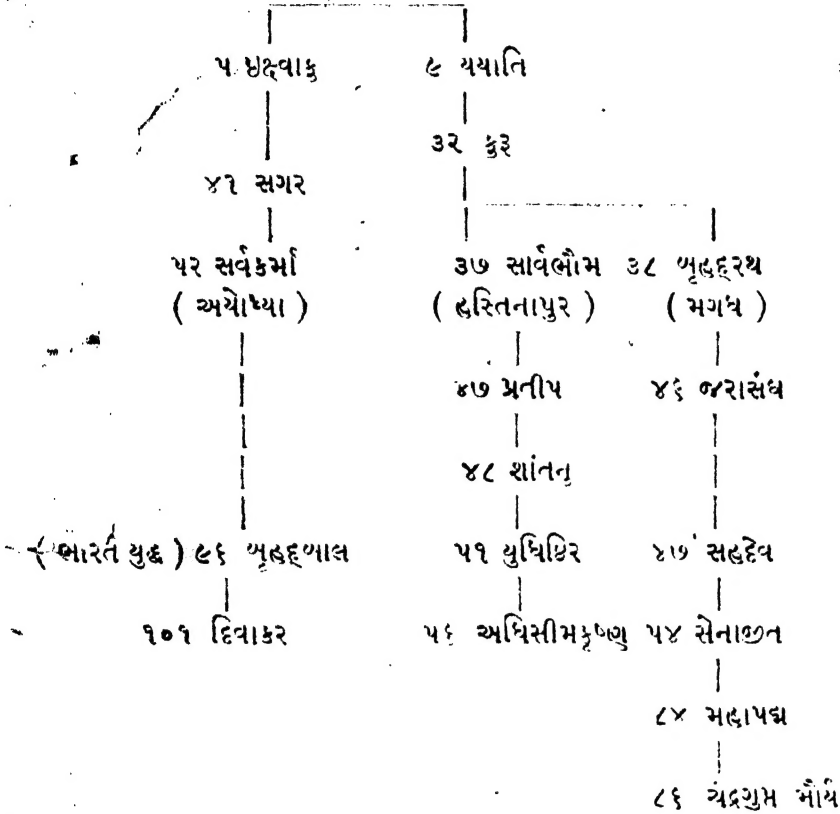 ૫ ઇક્ષ્વાકુ ૯ યયાતિ
૩૨ કુરૂ
૪૧ સગર
૫૨ સર્વકર્મા ૩૭ સાર્વભૌમ ૩૮ બૃહદ્‌રથ
( અયોધ્યા ) ( હસ્તિનાપુર ) ( મગધ )
૪૭ પ્રતીપ ૪૬ જરાસંધ
૪૮ શાંતનુ
( ભારત યુદ્ધ ) ૯૬ બૃહદ્‌બાલ ૫૧ યુધિષ્ઠિર ૪૭ સહદેવ
૧૦૧ દિવાકર ૫૬ અધિસીમકૃષ્ણ ૫૪ સેનાજીત
૮૪ મહાપદ્મ
૮૬ ચંદ્રગુપ્ત મૌર્ય